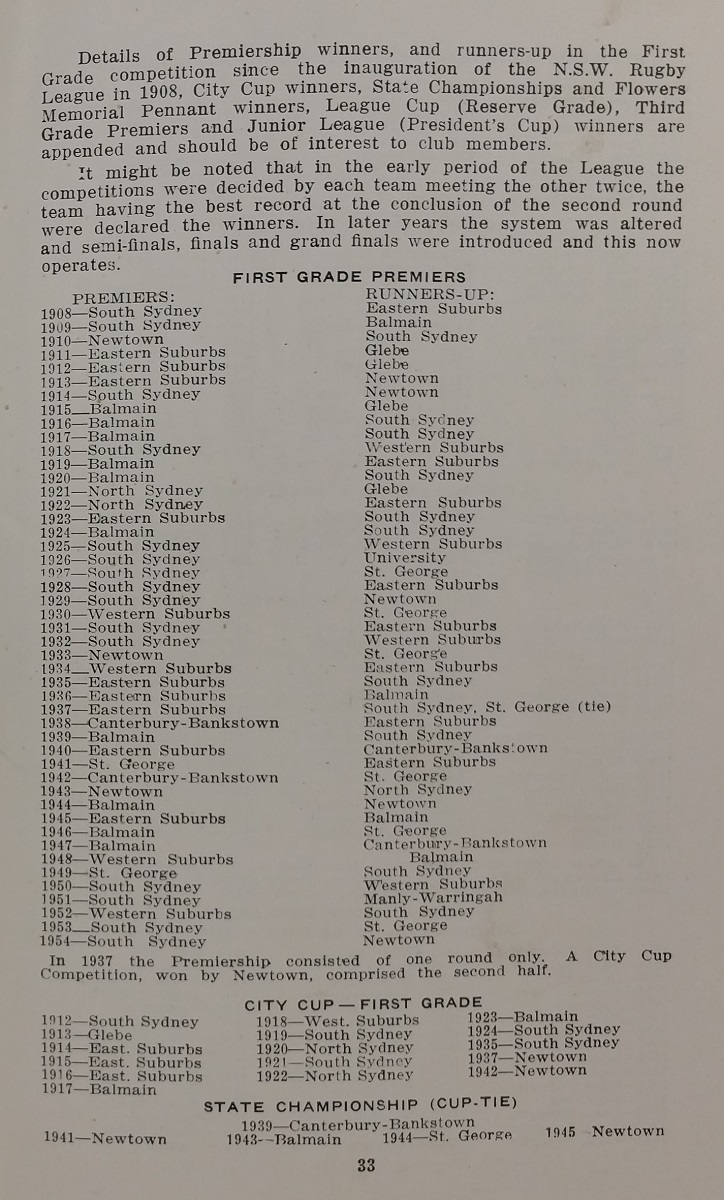 Details of Premiership winners, and runners-up in the First
Grade competition since the inauguration of the N.S.W. Rugby
League in 1908, City Cup winners, State Championships and Flowers
Memorial Pennant winners, League Cup (Reserve Grade), Third
Grade Premiers and Junior League (President's Cup) winners are
appended and should be of interest to club members.
It might be noted that in the early period of the League the
competitions were decided by each team meeting the other twice, the
team having the best record at the conclusion of the second round
were declared the winners. In later years the system was altered
and semi-finals, finals and grand finals were introduced and this now
operates.
FIRST GRADE PREMIERS
PREMIERS: RUNNERS-UP:
1908—South Sydney Eastern Suburbs
1909—South Sydney Balmain
1910—Newtown South Sydney
1911—Eastern Suburbs Glebe
1912—Eastern Suburbs Glebe
1913—Eastern Suburbs Newtown
1914—South Sydney Newtown
1915—Balmain Glebe
1916—Balmain South Sydney
1917—Balmain South Sydney
1918—South Sydney Western Suburbs
1919—Balmain Eastern Suburbs
1920—Balmain South Sydney
1921—North Sydney Glebe
1922—North Sydney Eastern Suburbs
1923—Eastern Suburbs South Sydney
1924—Balmain South Sydney
1925—South Sydney Western Suburbs
1926—South Sydney University
1927—South Sydney St. George
1928—South Sydney Eastern Suburbs
1929—South Sydney Newtown
1930—Western Suburbs St. George
1931—South Sydney Eastern Suburbs
1932—South Sydney Western Suburbs
1933—Newtown St. George
1934—Western Suburbs Eastern Suburbs
1935—Eastern Suburbs South Sydney
1936—Eastern Suburbs Balmain
1937—Eastern Suburbs South Sydney, St. George (tie)
1938—Canterbury-Bankstown Eastern Suburbs
1939—Balmain South Sydney
1940—Eastern Suburbs Canterbury-Bankstown
1941—St. George Eastern Suburbs
1942—Canterbury-Bankstown St. George
1943—Newtown North Sydney
1944—Balmain Newtown
1945—Eastern Suburbs Balmain
1946—Balmain St. George
1947—Balmain Canterbury-Bankstown
1948—Western Suburbs Balmain
1949—St. George South Sydney
1950—South Sydney Western Suburbs
1951—South Sydney Manly-Warringah
1952—Western Suburbs South Sydney
1953—South Sydney St. George
1954—South Sydney Newtown
In 1937 the Premiership consisted of one round only. A City Cup
Competition, won by Newtown, comprised the second half.
CITY CUP — FIRST GRADE
1912—South Sydney 1918—West. Suburbs 1923—Balmain
1913—Glebe 1919—South Sydney 1924—South Sydney
1914—East. Suburbs 1920—North Sydney 1935—South Sydney
1915—East. Suburbs 1921—South Sydney 1937—Newtown
1916—East. Suburbs 1922—North Sydney 1942—Newtown
1917—Balmain
STATE CHAMPIONSHIP (CUP-TIE)
1939—Canterbury-Bankstown
1941—Newtown 1943--Balmain 1944—St. George 1945 Newtown
33